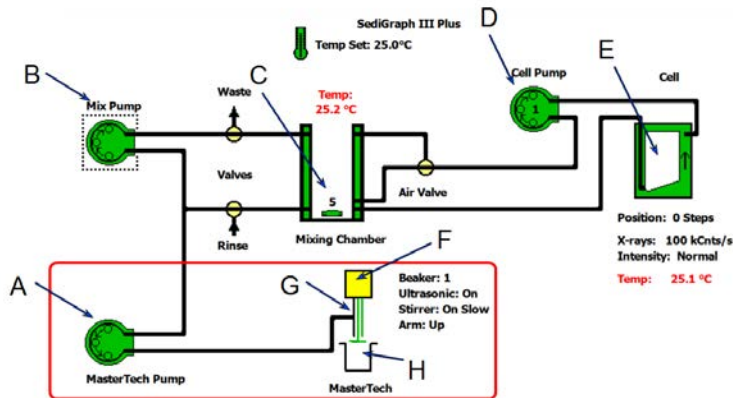 SediGraph III Plus
Temp Set: 25.0°C
D
E
B
C
Cell Pump
Cell
Mix Pump
Waste
Temp:
25.2 °C
1
Valves
Air Valve
5
Rinse
Mixing Chamber
Position: 0 Steps
X-rays: 100 kCnts/s
Intensity: Normal
Temp: 25.1 °C
F
A
G
Beaker: 1
Ultrasonic: On
Stirrer: On Slow
Arm: Up
H
MasterTech Pump
MasterTech